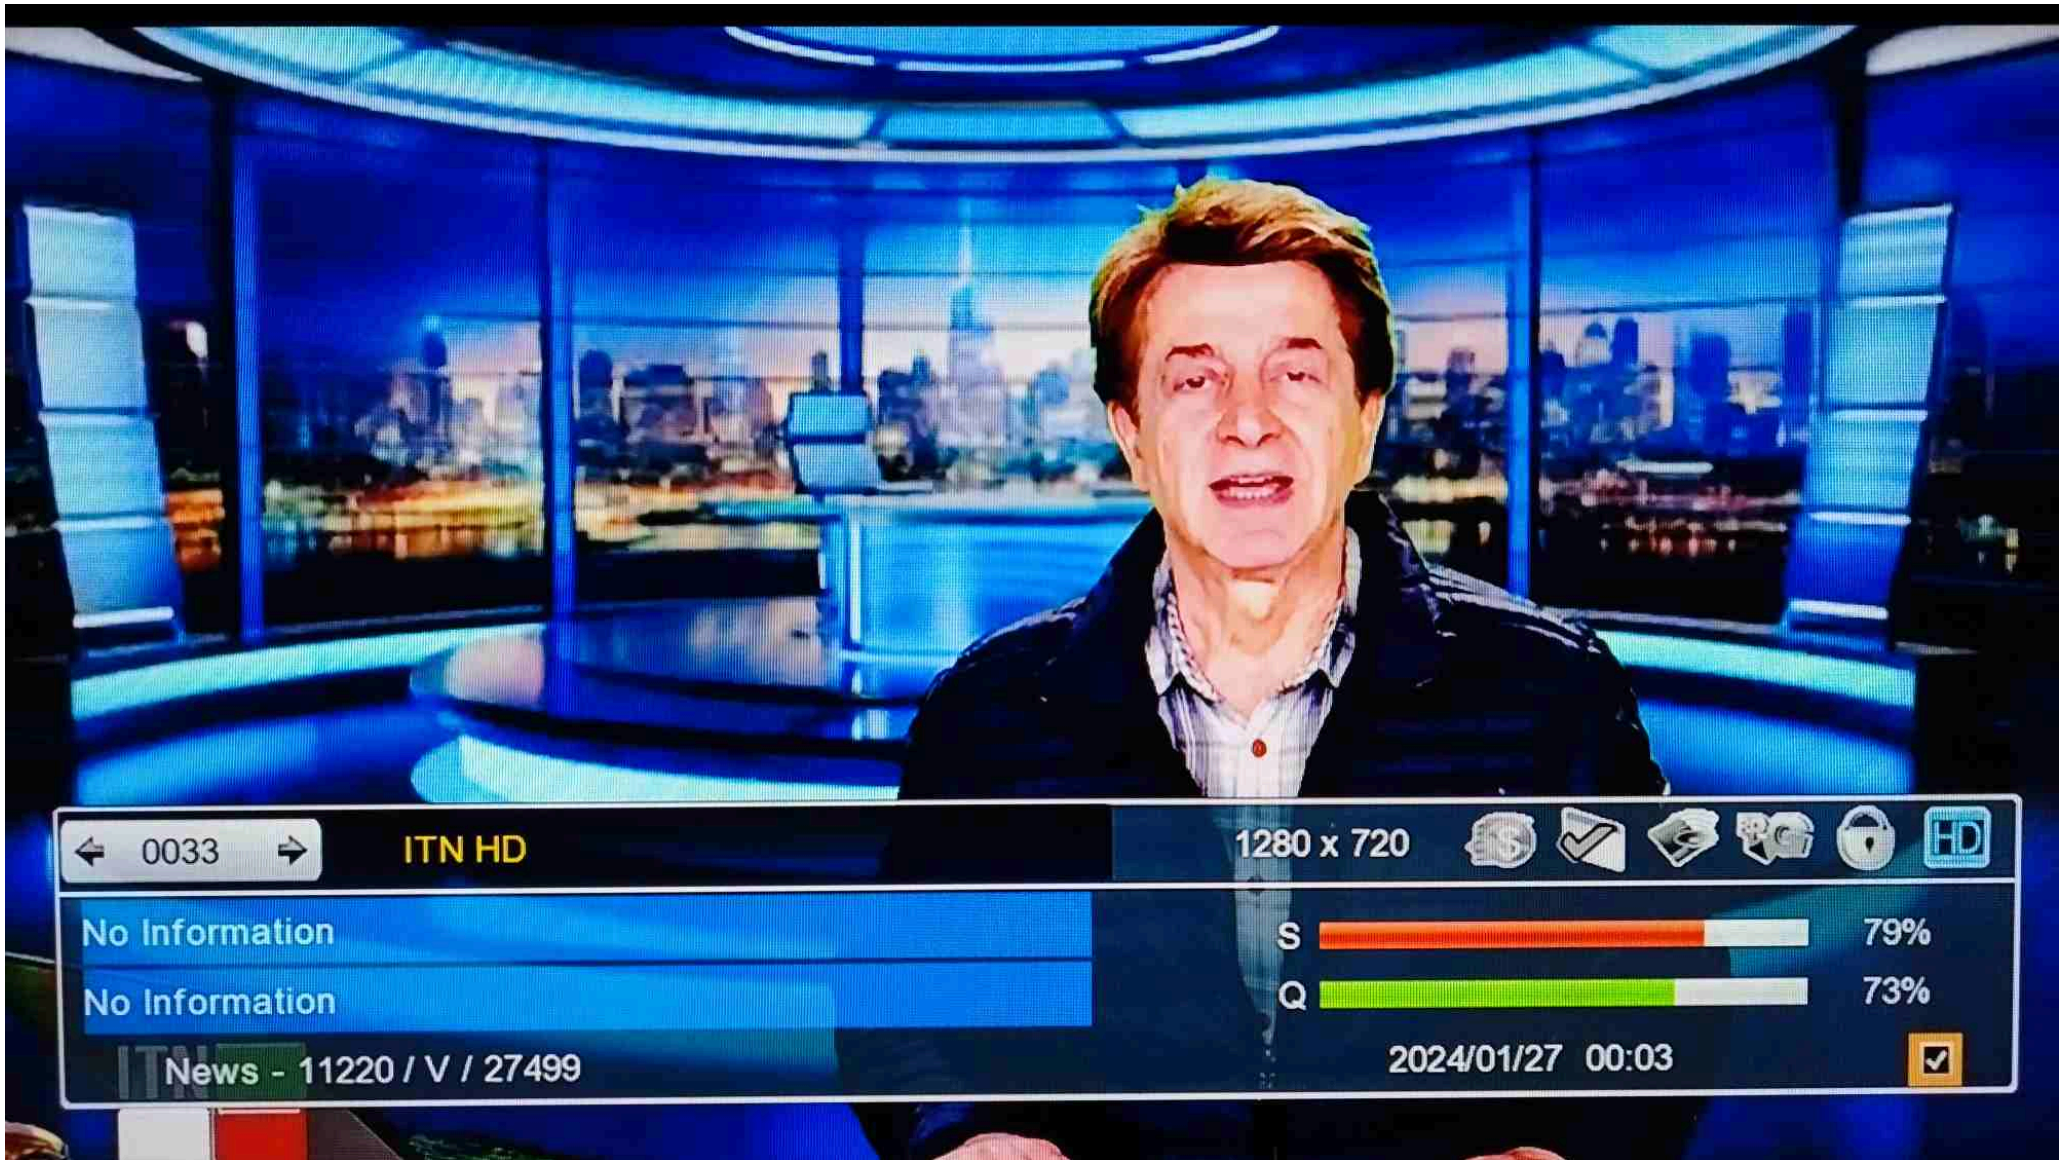 0033
ITN HD
1280 x 720
HD
No Information
S 79%
No Information
Q 73%
ITN
News - 11220 / V / 27499
2024/01/27 00:03